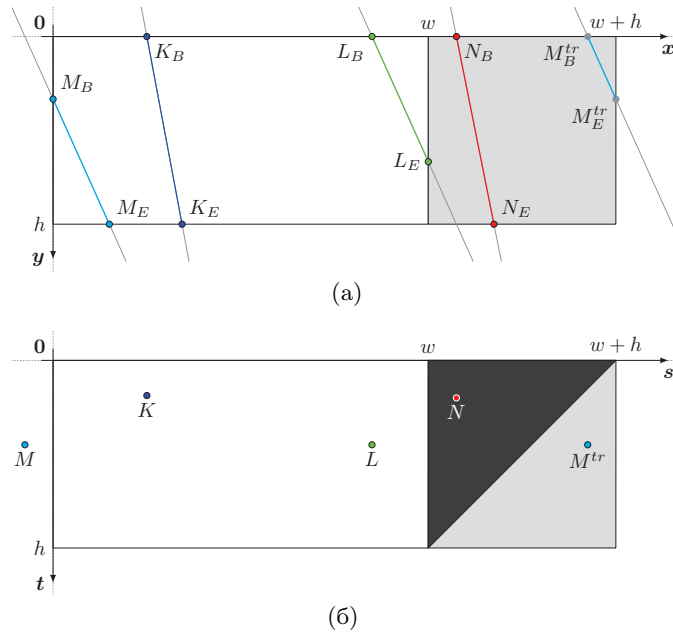 0 w w + h
K_B L_B N_B M_B^{tr} x
M_B M_E^{tr}
L_E
M_E K_E N_E
h
y
(а)
0 w w + h
s
K N
M L M^{tr}
h
t
(б)